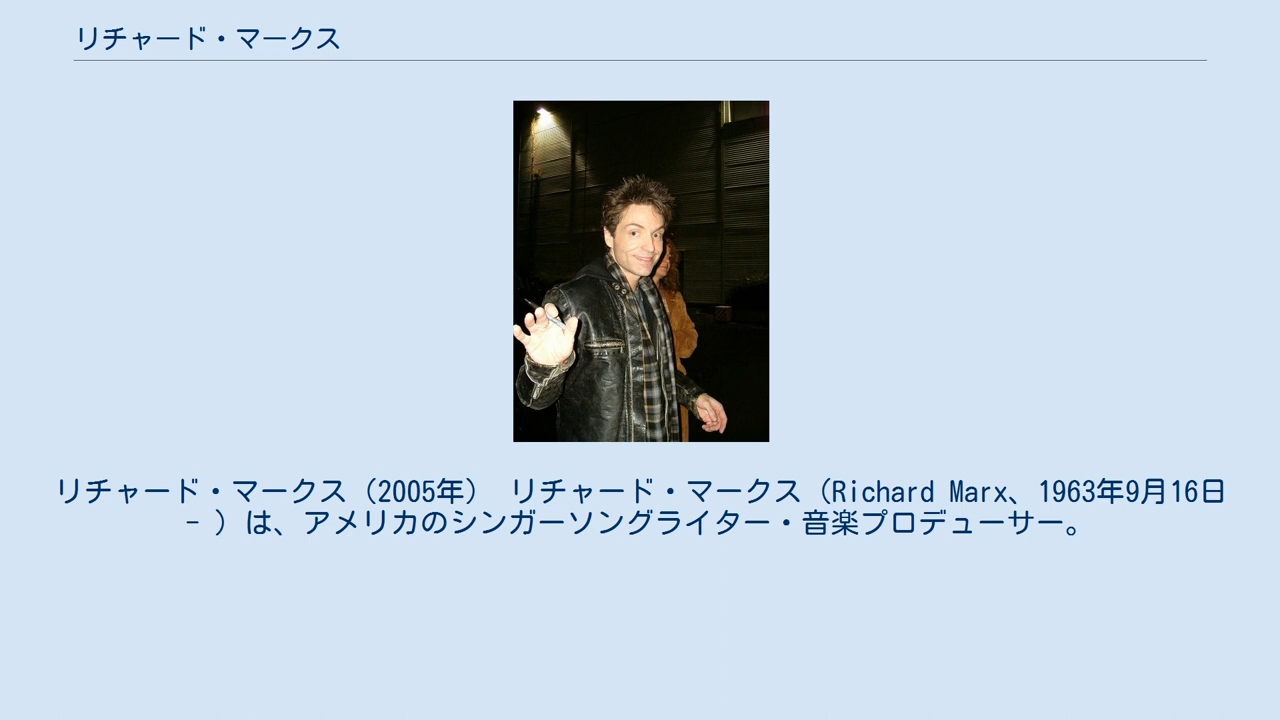 リチャード・マークス
リチャード・マークス（2005年） リチャード・マークス（Richard Marx、1963年9月16日
- ）は、アメリカのシンガーソングライター・音楽プロデューサー。